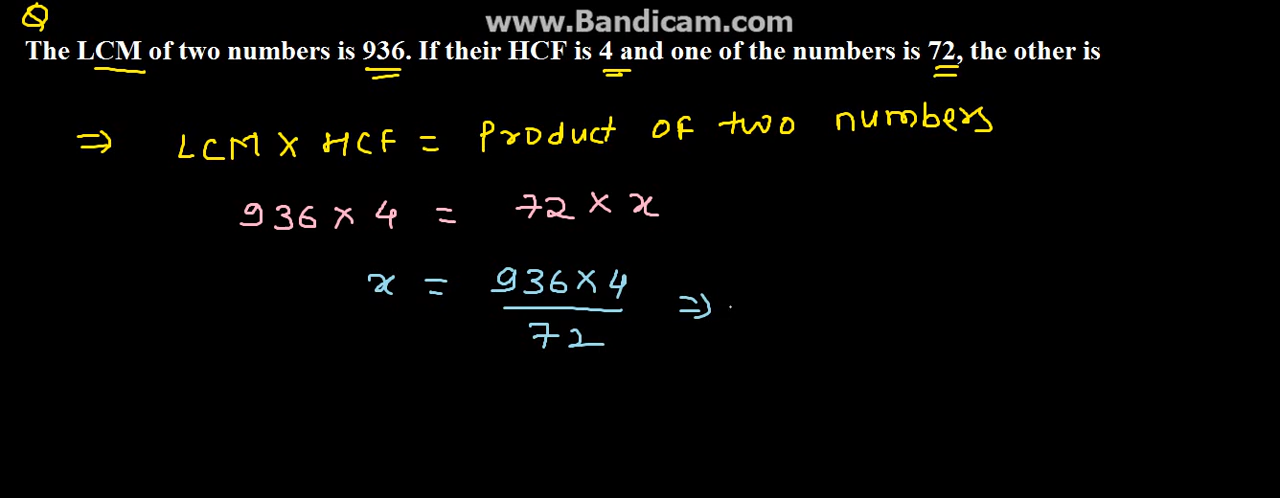 Q
www.Bandicam.com
The LCM of two numbers is 936. If their HCF is 4 and one of the numbers is 72, the other is
⇒ LCM × HCF = Product OF two numbers
936 × 4 = 72 × x
x = 936 × 4 ⇒
72